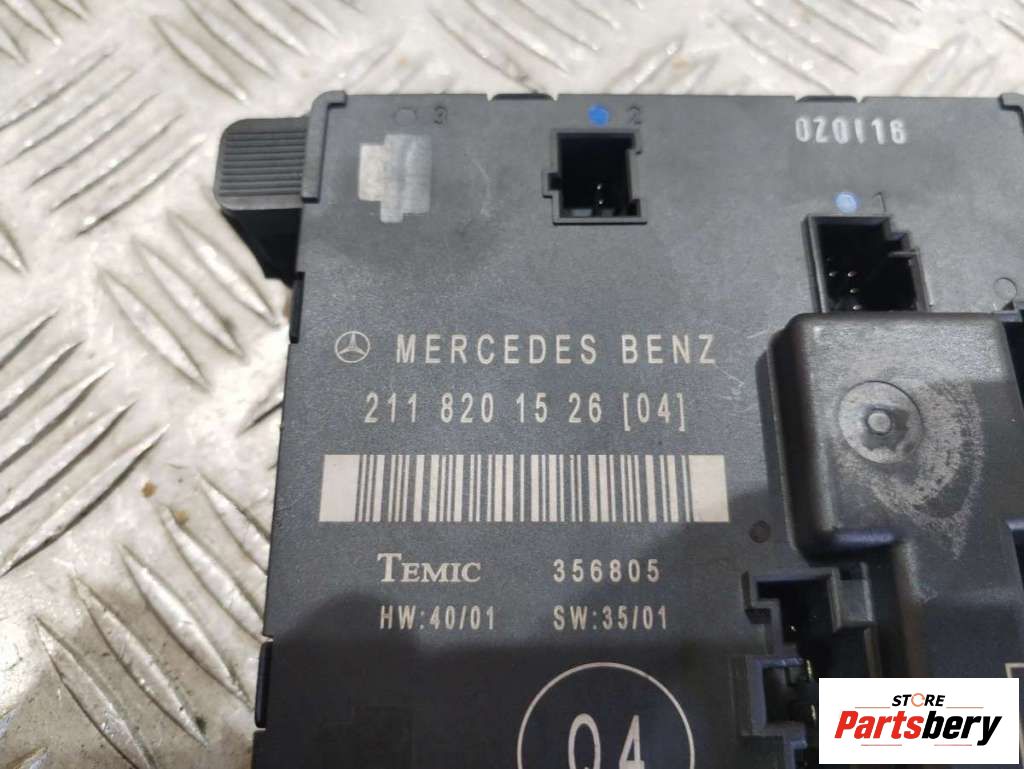 3
2
020116
1
MERCEDES BENZ
211 820 15 26 [04]
TEMIC 356805
HW:40/01 SW:35/01
04
STORE
Partsbery